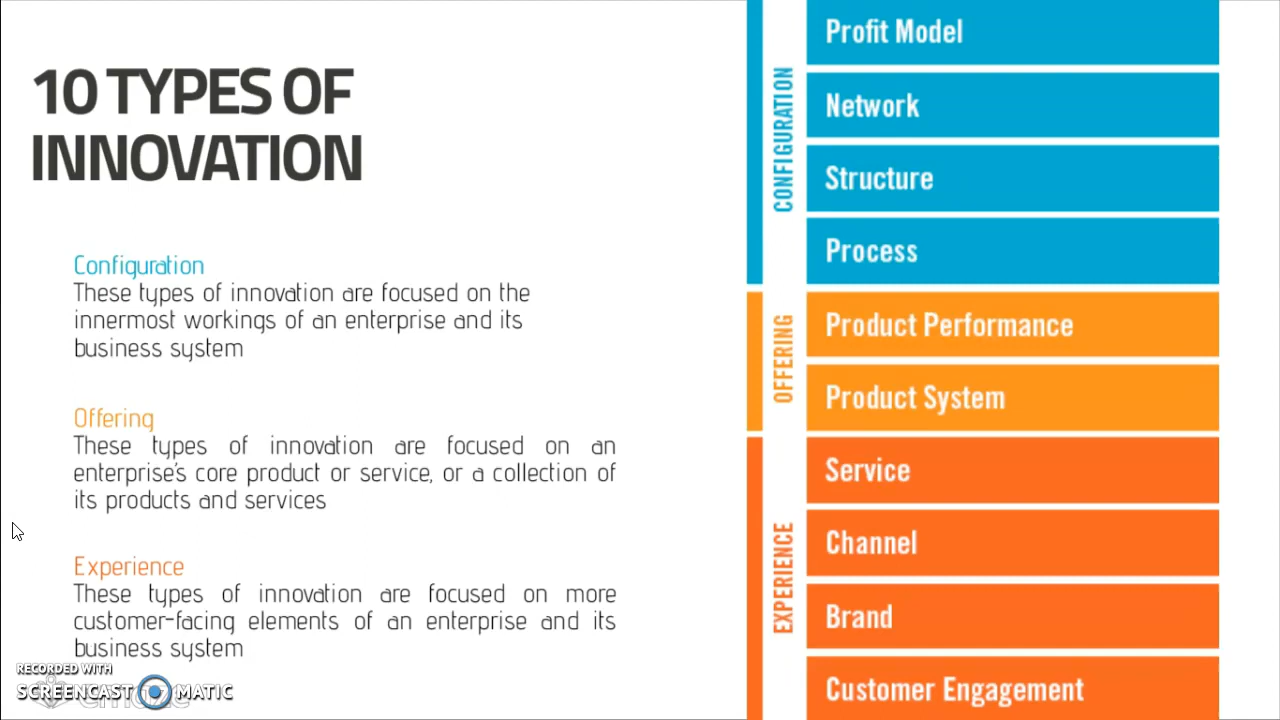 10 TYPES OF
INNOVATION
Configuration
These types of innovation are focused on the
innermost workings of an enterprise and its
business system
Offering
These types of innovation are focused on an
enterprise's core product or service, or a collection of
its products and services
Experience
These types of innovation are focused on more
customer-facing elements of an enterprise and its
business system
CONFIGURATION
Profit Model
Network
Structure
Process
OFFERING
Product Performance
Product System
EXPERIENCE
Service
Channel
Brand
Customer Engagement
RECORDED WITH
SCREENCAST MATIC